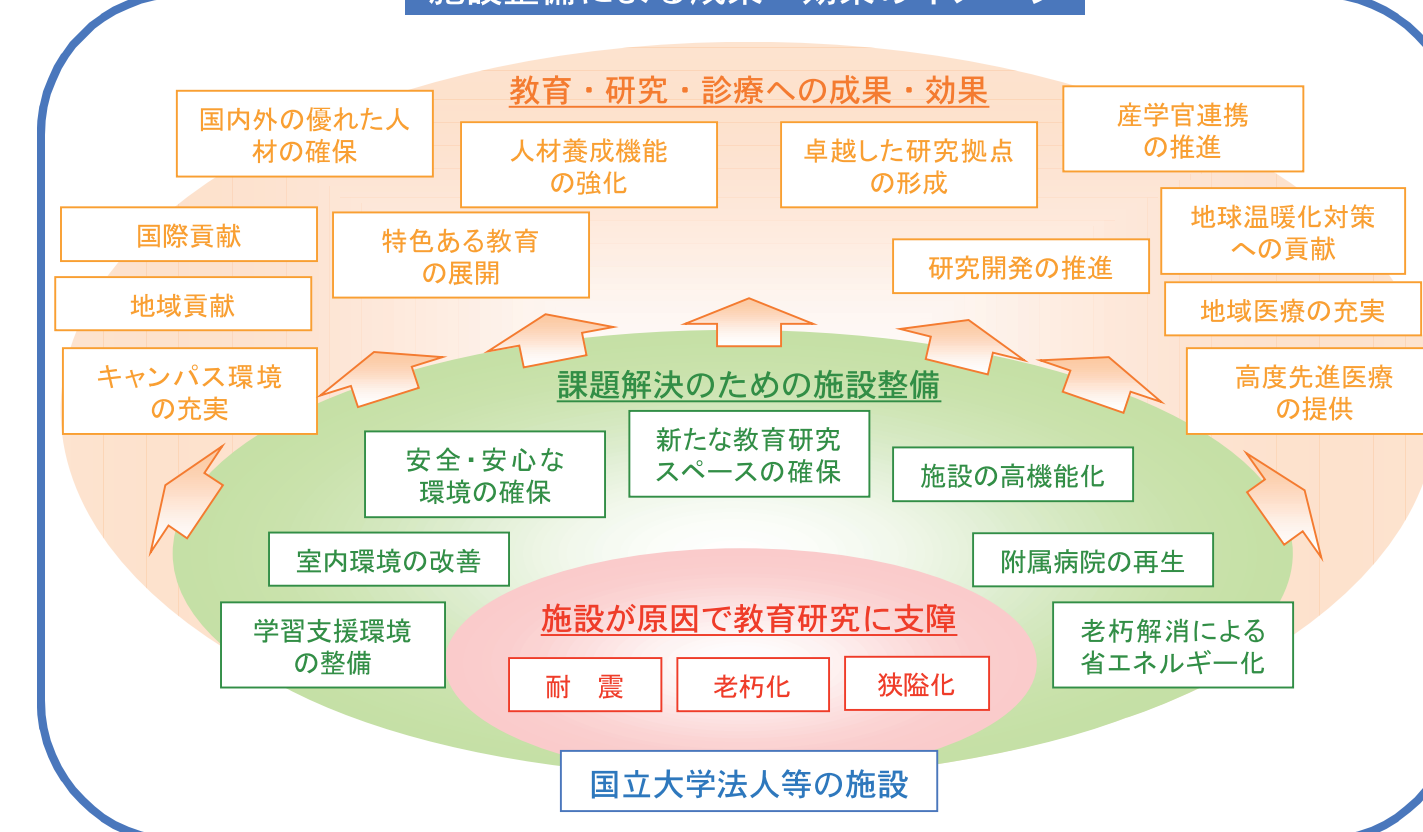 教育・研究・診療への成果・効果
国内外の優れた人
材の確保
人材養成機能
の強化
卓越した研究拠点
の形成
産学官連携
の推進
国際貢献
特色ある教育
の展開
研究開発の推進
地球温暖化対策
への貢献
地域貢献
地域医療の充実
キャンパス環境
の充実
高度先進医療
の提供
課題解決のための施設整備
安全・安心な
環境の確保
新たな教育研究
スペースの確保
施設の高機能化
室内環境の改善
附属病院の再生
学習支援環境
の整備
老朽解消による
省エネルギー化
施設が原因で教育研究に支障
耐　震
老朽化
狭隘化
国立大学法人等の施設